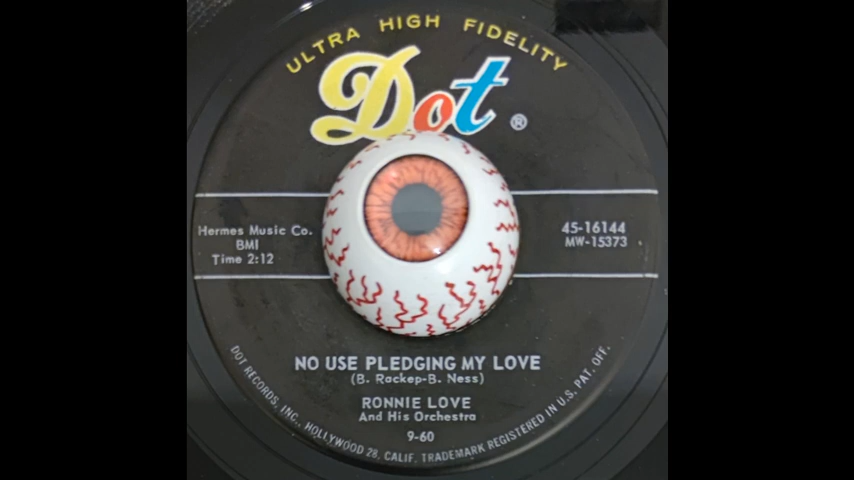 ULTRA HIGH FIDELITY
Dot ®
Hermes Music Co.
BMI
Time 2:12
45-16144
MW-15373
NO USE PLEDGING MY LOVE
(B. Rackep-B. Ness)
RONNIE LOVE
And His Orchestra
9-60
DOT RECORDS, INC., HOLLYWOOD 28, CALIF. TRADEMARK REGISTERED IN U.S. PAT. OFF.